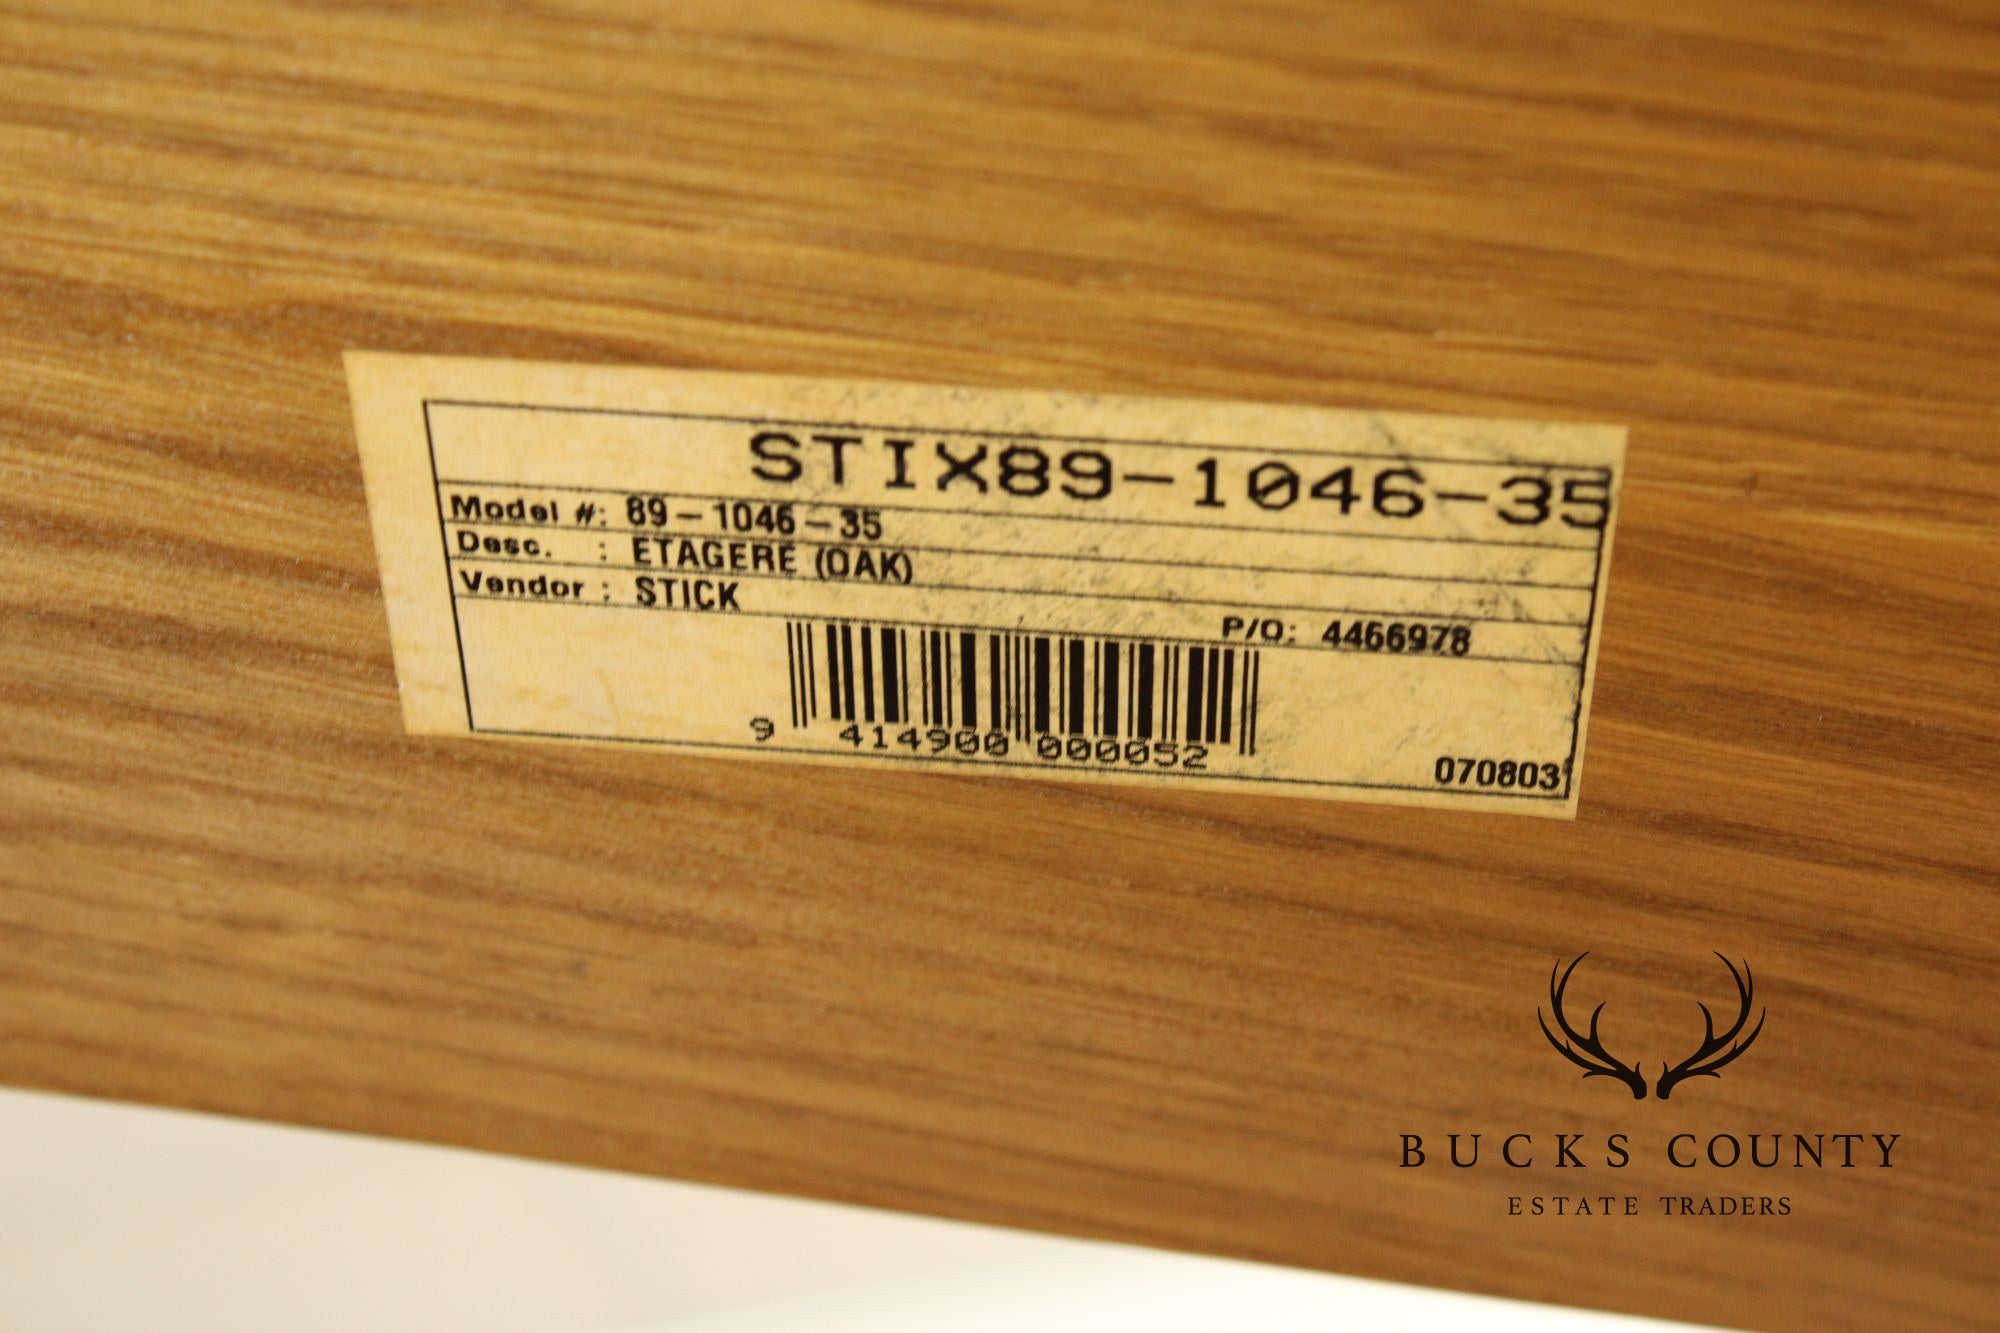 STIX89-1046-35
Model #: 89-1046-35
Desc. : ETAGERE (OAK)
Vendor : STICK
P/O: 4466978
9 414900 000052
070803
BUCKS COUNTY
ESTATE TRADERS